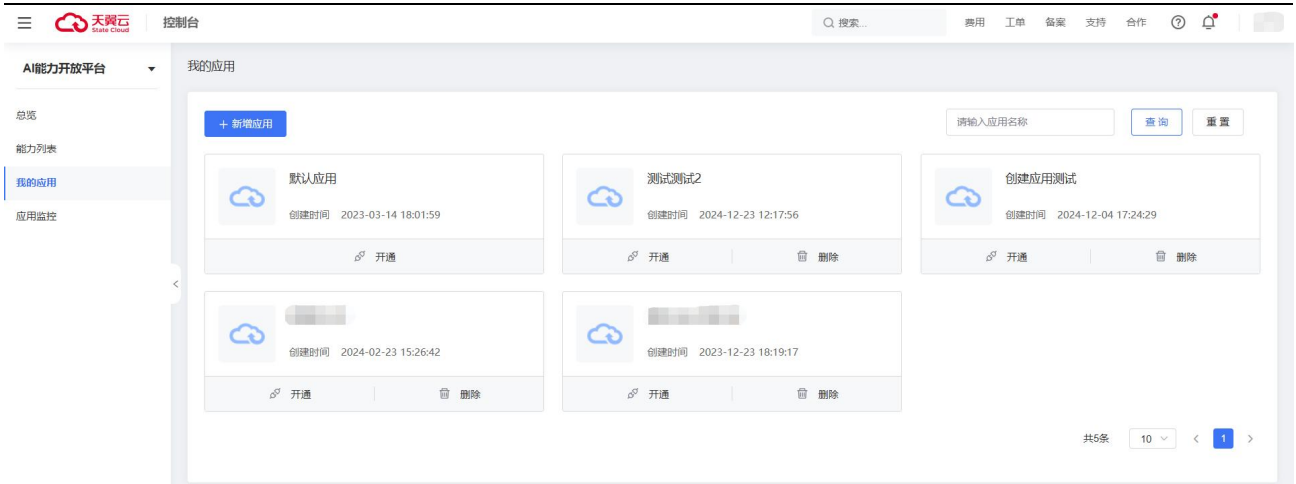 天翼云
State Cloud
控制台
搜索...
费用 工单 备案 支持 合作
AI能力开放平台
我的应用
总览
能力列表
我的应用
应用监控
+ 新增应用
请输入应用名称
查询
重置
默认应用
创建时间 2023-03-14 18:01:59
开通
测试测试2
创建时间 2024-12-23 12:17:56
开通 删除
创建应用测试
创建时间 2024-12-04 17:24:29
开通 删除
创建时间 2024-02-23 15:26:42
开通 删除
创建时间 2023-12-23 18:19:17
开通 删除
共5条 10 < 1 >